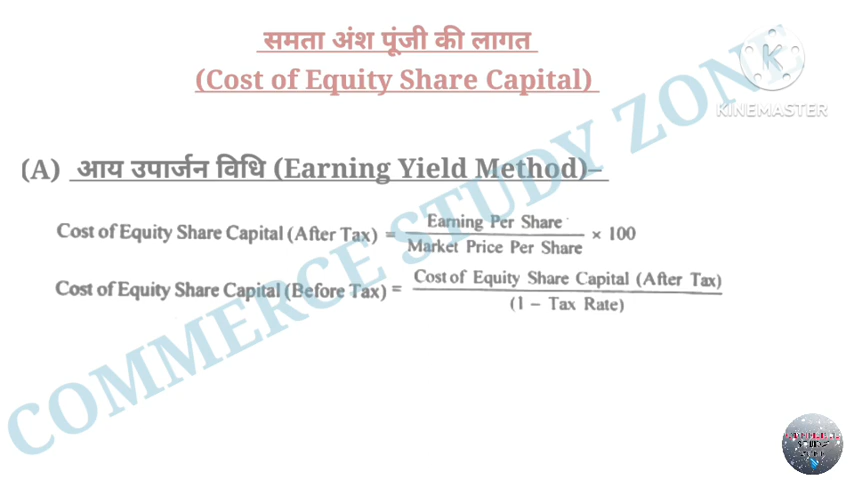 समता अंश पूंजी की लागत
(Cost of Equity Share Capital)
KINEMASTER
(A) आय उपार्जन विधि (Earning Yield Method)–
Cost of Equity Share Capital (After Tax) = Earning Per Share / Market Price Per Share × 100
Cost of Equity Share Capital (Before Tax) = Cost of Equity Share Capital (After Tax) / (1 – Tax Rate)
COMMERCE STUDY ZONE